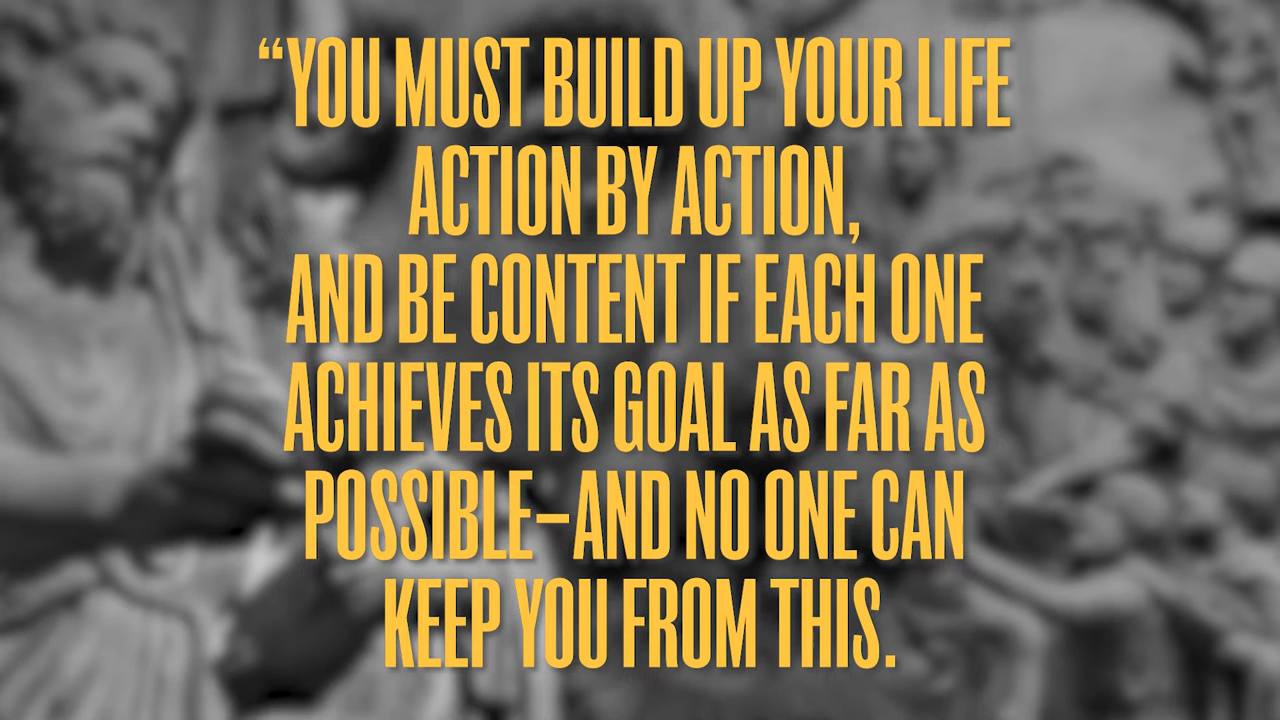 “YOU MUST BUILD UP YOUR LIFE
ACTION BY ACTION,
AND BE CONTENT IF EACH ONE
ACHIEVES ITS GOAL AS FAR AS
POSSIBLE–AND NO ONE CAN
KEEP YOU FROM THIS.